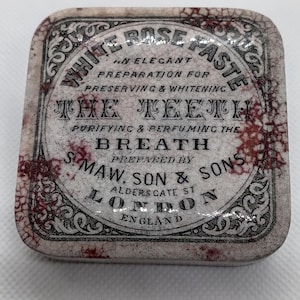 WHITE ROSE PASTE
AN ELEGANT
PREPARATION FOR
PRESERVING & WHITENING
THE TEETH
PURIFYING & PERFUMING THE
BREATH
PREPARED BY
S. MAW, SON & SONS
ALDERSGATE ST
LONDON
ENGLAND